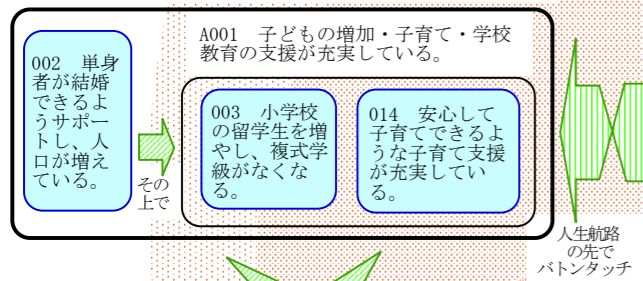 A001　子どもの増加・子育て・学校
教育の支援が充実している。
002　単身
者が結婚
できるよ
うサポー
トし、人
口が増え
ている。
その
上で
003　小学校
の留学生を増
やし、複式学
級がなくな
る。
014　安心して
子育てできるよ
うな子育て支援
が充実してい
る。
人生航路
の先で
バトンタッチ